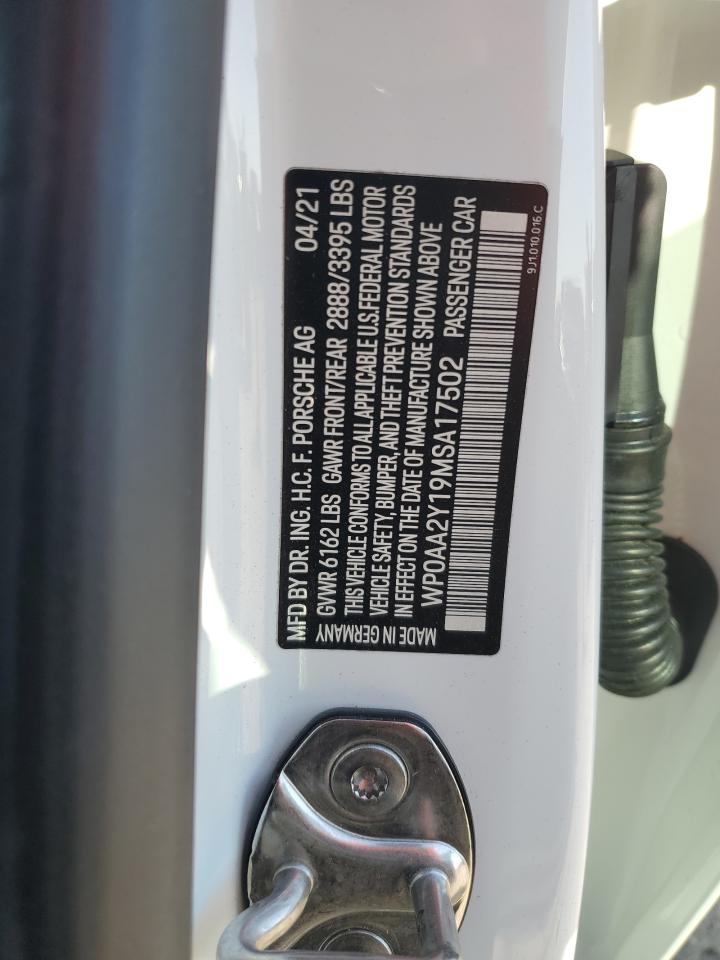 MFD BY DR. ING. H.C. F. PORSCHE AG 04/21
GVWR 6162 LBS GAWR FRONT/REAR 2888/3395 LBS
THIS VEHICLE CONFORMS TO ALL APPLICABLE U.S.FEDERAL MOTOR
VEHICLE SAFETY, BUMPER, AND THEFT PREVENTION STANDARDS
IN EFFECT ON THE DATE OF MANUFACTURE SHOWN ABOVE
MADE IN GERMANY WP0AA2Y19MSA17502 PASSENGER CAR
9J1.010.016.C